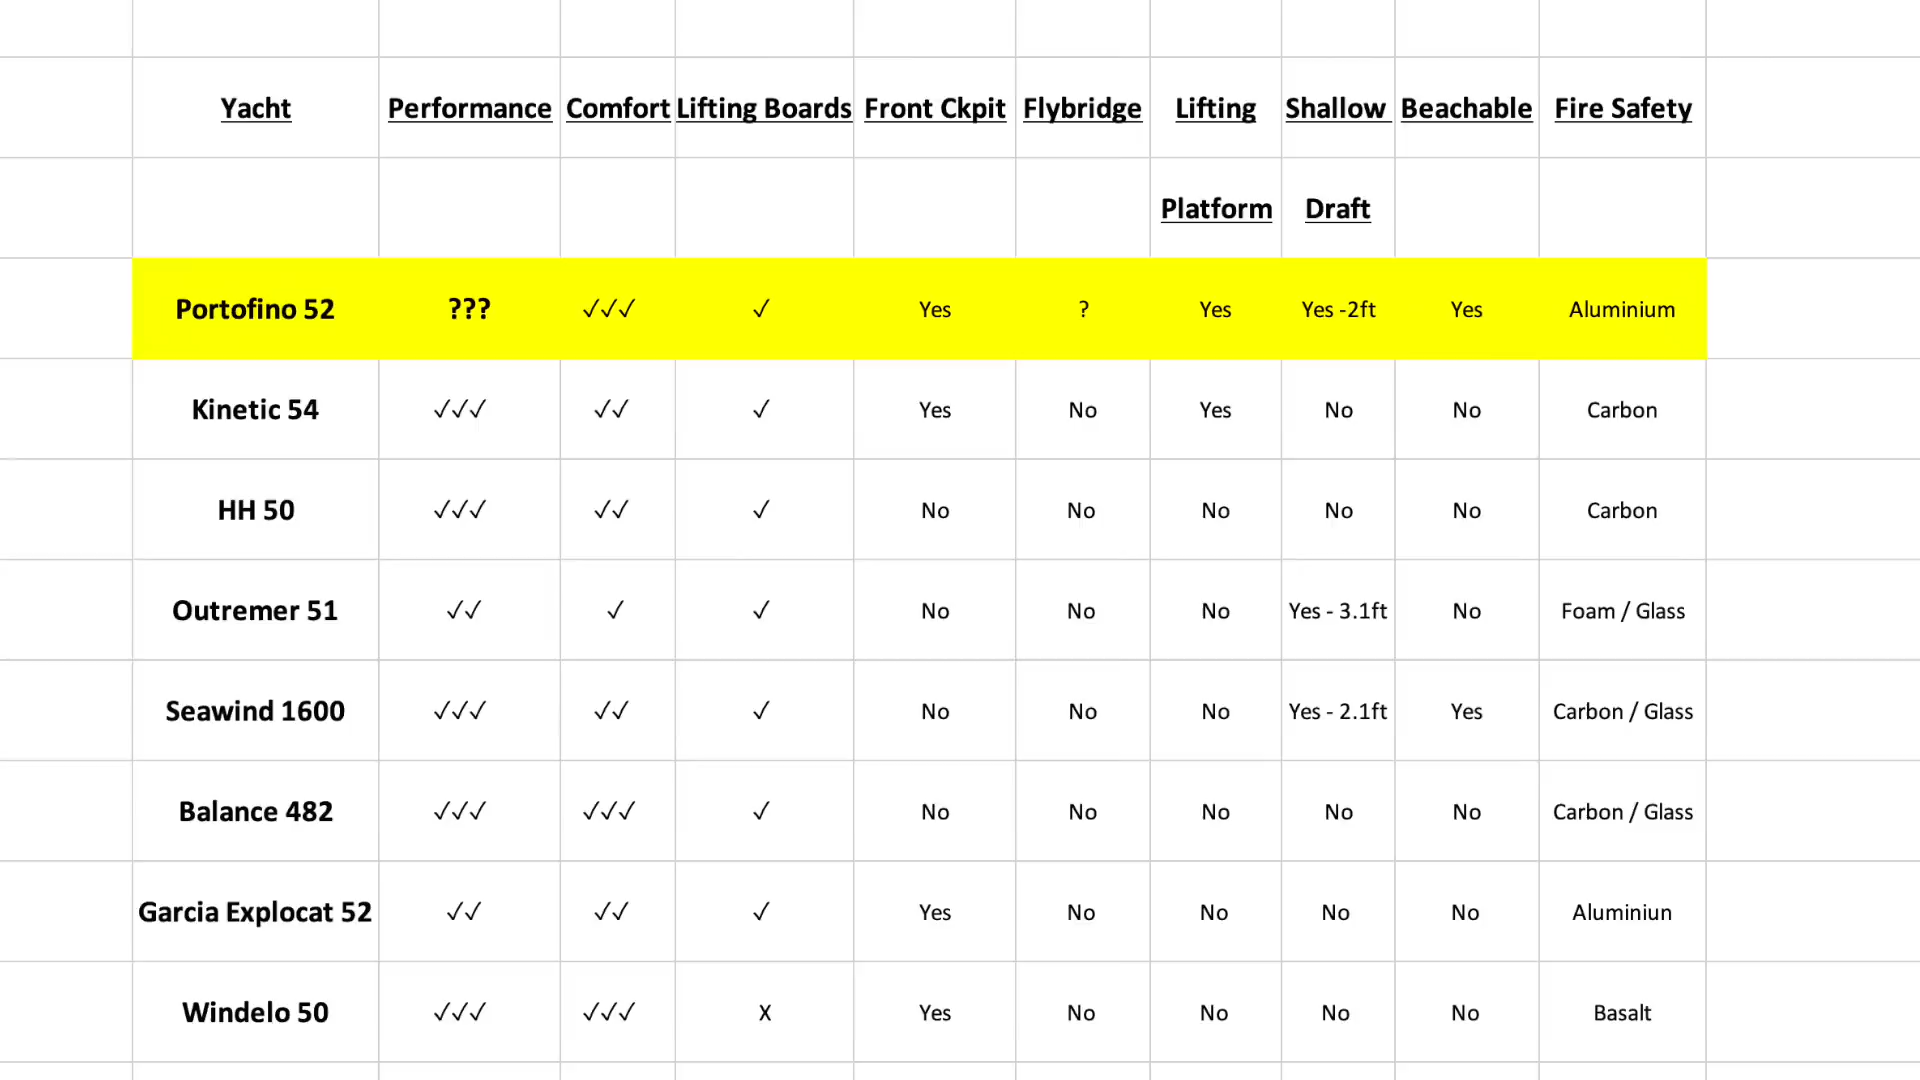 Yacht Performance Comfort Lifting Boards Front Ckpit Flybridge Lifting Shallow Beachable Fire Safety
Platform Draft
Portofino 52 ??? ✓✓✓ ✓ Yes ? Yes Yes -2ft Yes Aluminium
Kinetic 54 ✓✓✓ ✓✓ ✓ Yes No Yes No No Carbon
HH 50 ✓✓✓ ✓✓ ✓ No No No No No Carbon
Outremer 51 ✓✓ ✓ ✓ No No No Yes - 3.1ft No Foam / Glass
Seawind 1600 ✓✓✓ ✓✓ ✓ No No No Yes - 2.1ft Yes Carbon / Glass
Balance 482 ✓✓✓ ✓✓✓ ✓ No No No No No Carbon / Glass
Garcia Explocat 52 ✓✓ ✓✓ ✓ Yes No No No No Aluminiun
Windelo 50 ✓✓✓ ✓✓✓ X Yes No No No No Basalt